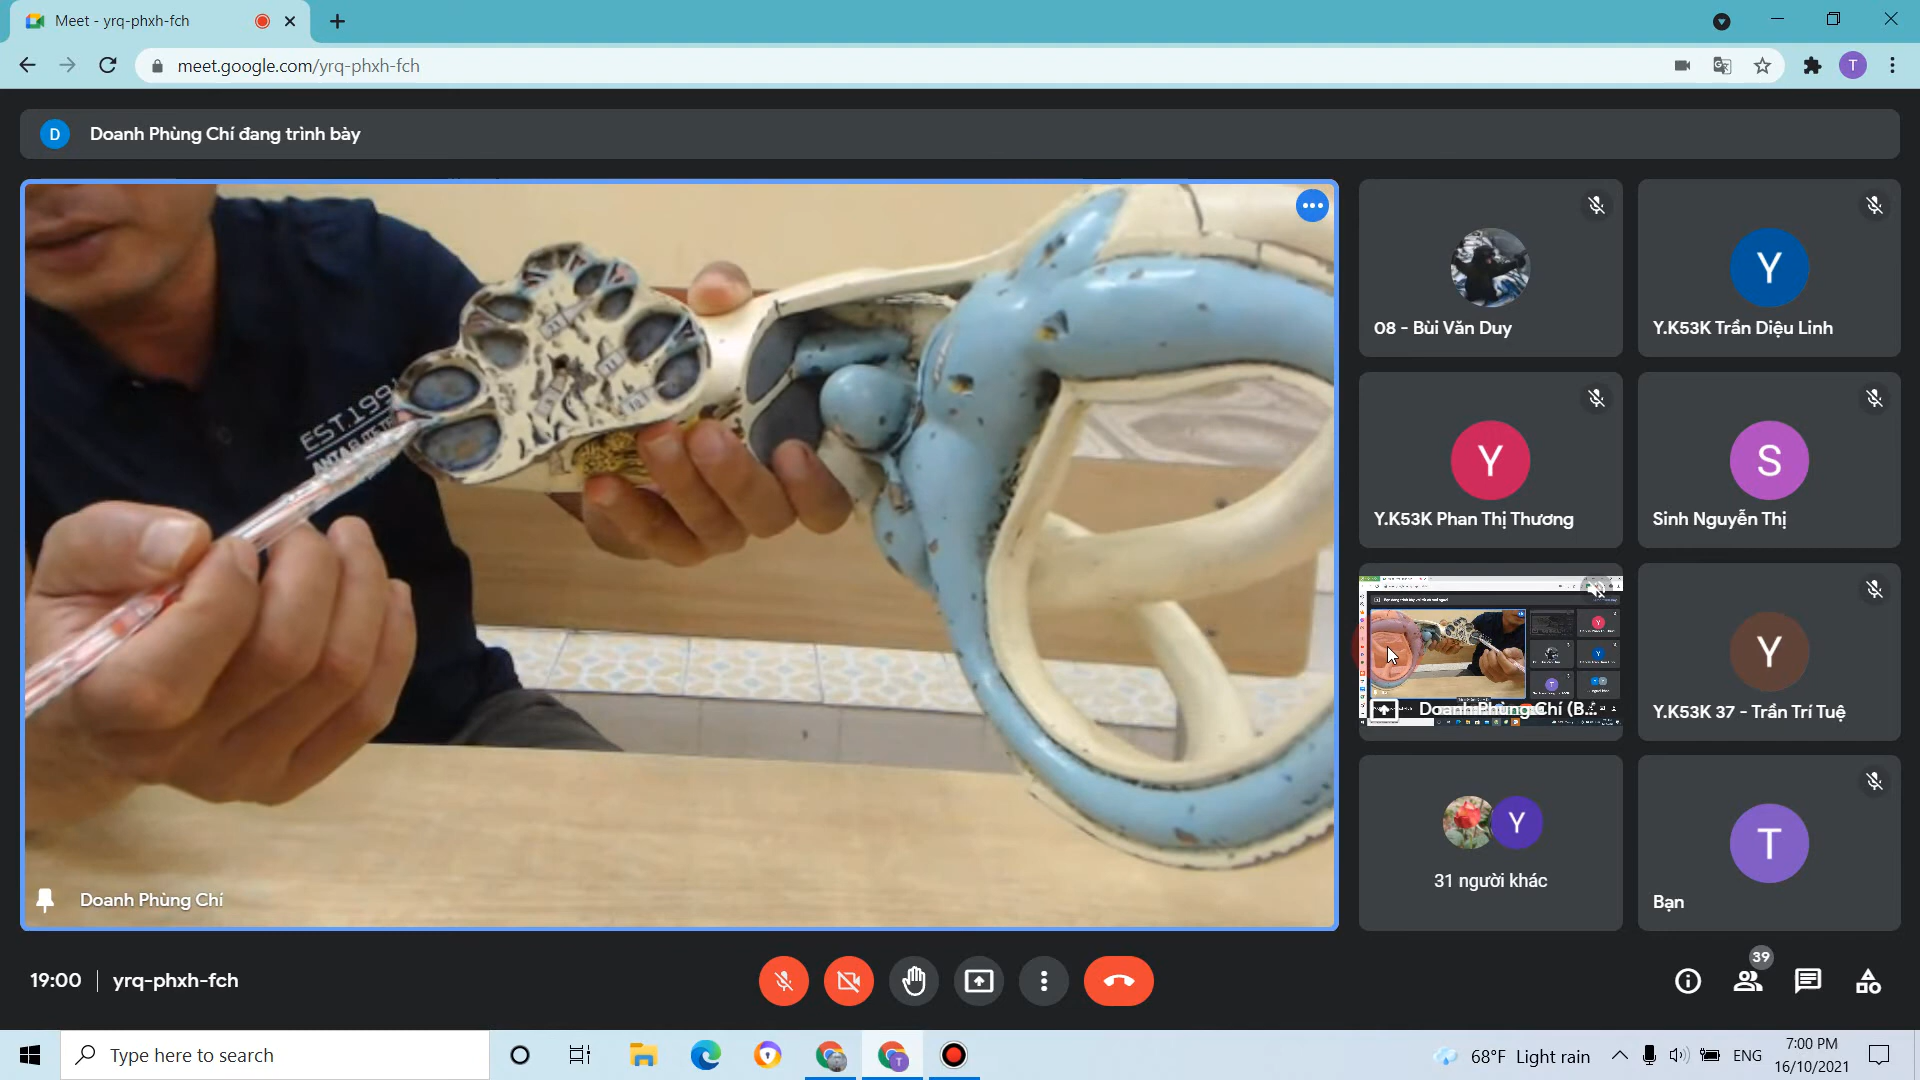 Meet - yrq-phxh-fch
meet.google.com/yrq-phxh-fch
T
D
Doanh Phùng Chí đang trình bày
EST.199
08 - Bùi Văn Duy
Y
Y.K53K Trần Diệu Linh
Y
Y.K53K Phan Thị Thương
S
Sinh Nguyễn Thị
Doanh Phùng Chí (B...
Y
Y.K53K 37 - Trần Trí Tuệ
Y
31 người khác
T
Bạn
Doanh Phùng Chí
19:00 | yrq-phxh-fch
39
Type here to search
T
68°F Light rain
ENG
7:00 PM
16/10/2021